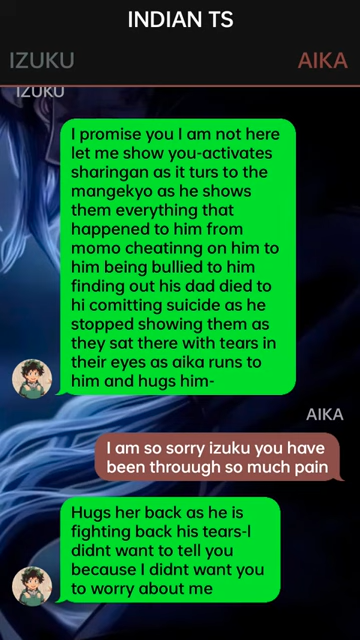 INDIAN TS
IZUKU
AIKA
IZUKU
I promise you I am not here
let me show you-activates
sharingan as it turs to the
mangekyo as he shows
them everything that
happened to him from
momo cheatinng on him to
him being bullied to him
finding out his dad died to
hi comitting suicide as he
stopped showing them as
they sat there with tears in
their eyes as aika runs to
him and hugs him-
AIKA
I am so sorry izuku you have
been throuugh so much pain
Hugs her back as he is
fighting back his tears-I
didnt want to tell you
because I didnt want you
to worry about me